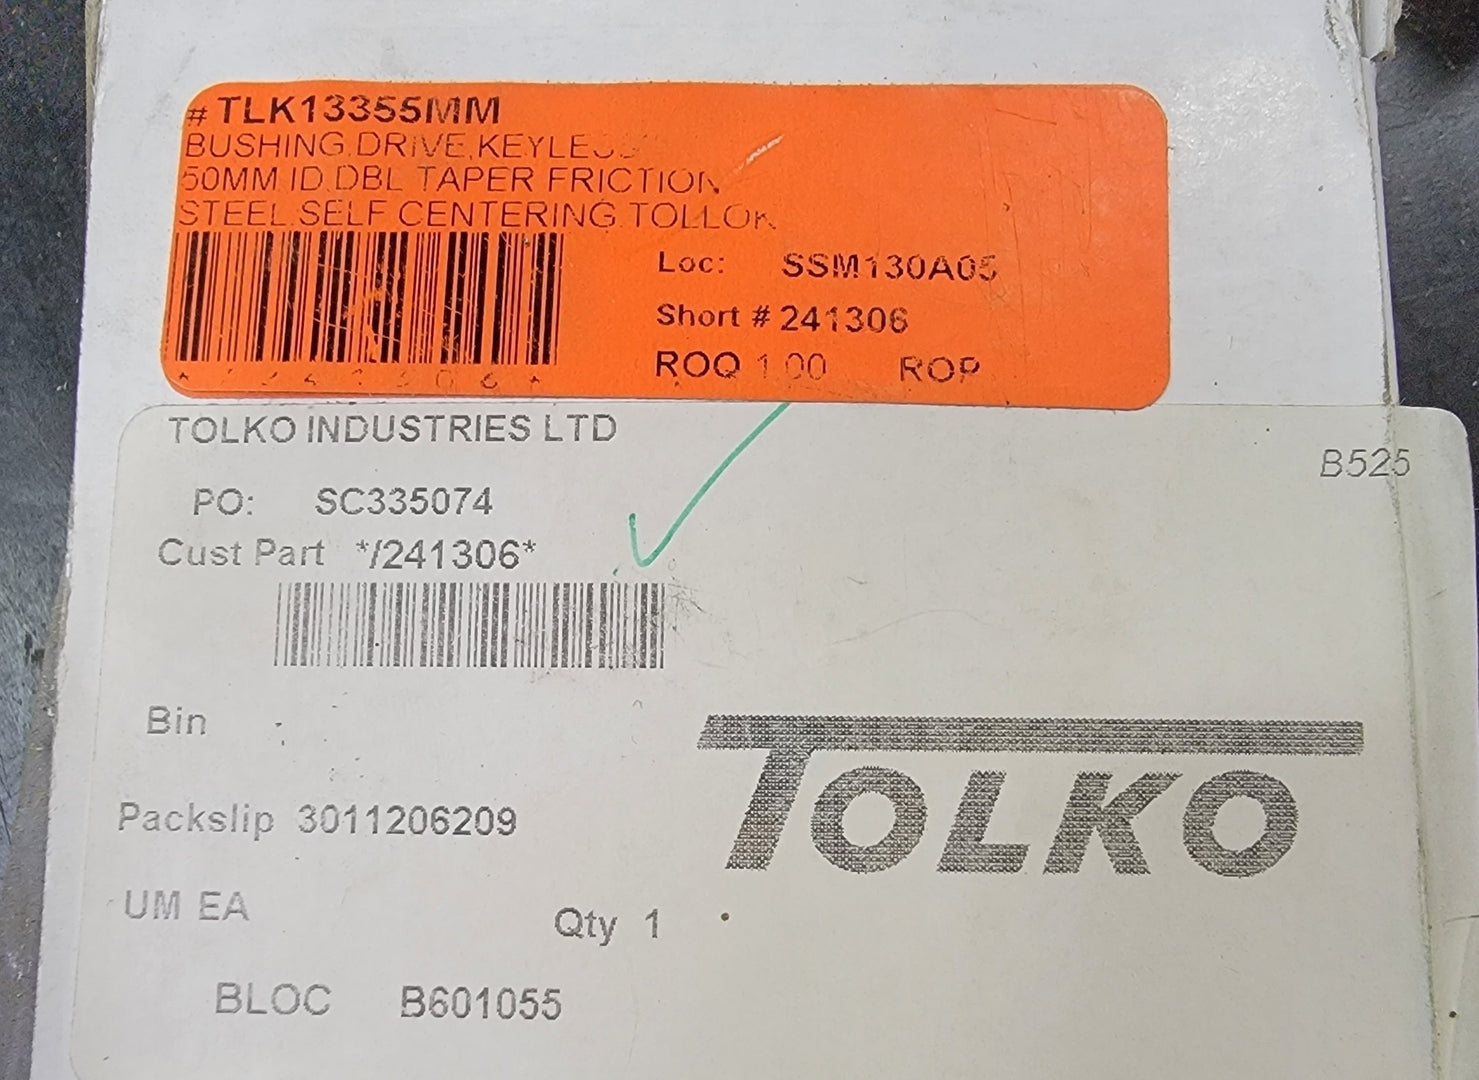 # TLK13355MM
BUSHING,DRIVE,KEYLESS
50MM ID,DBL TAPER FRICTION
STEEL,SELF CENTERING,TOLLOK
Loc: SSM130A05
Short # 241306
ROQ 1.00 ROP
*/241306*
TOLKO INDUSTRIES LTD
B525
PO: SC335074
Cust Part */241306*
Bin
Packslip 3011206209
TOLKO
UM EA
Qty 1
BLOC B601055